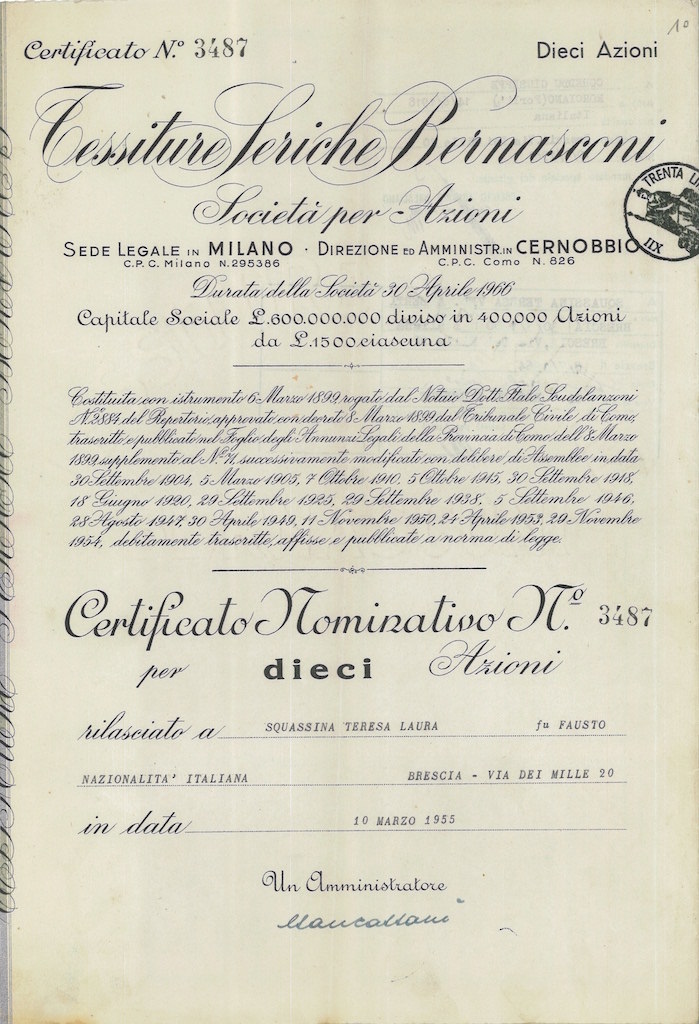 1º
Certificato N.º 3487
Dieci Azioni
Tessiture Seriche Bernasconi
TRENTA
XII
Società per Azioni
SEDE LEGALE IN MILANO · DIREZIONE ED AMMINISTR. IN CERNOBBIO
C.P.C. Milano N. 295386 C.P.C. Como N. 826
Durata della Società 30 Aprile 1966
Capitale Sociale L. 600.000.000 diviso in 400.000 Azioni
da L. 1500 ciascuna
Costituita con istrumento 6 Marzo 1899 rogato dal Notaio Dott. Italo Scudolanzoni
N.º 2884 del Repertorio, approvato con decreto 8 Marzo 1899 dal Tribunale Civile di Como,
trascritto e pubblicato nel Foglio degli Annunzi Legali della Provincia di Como dell'8 Marzo
1899, supplemento al N.º 71, successivamente modificato con delibere di Assemblee in data
30 Settembre 1904, 5 Marzo 1905, 7 Ottobre 1910, 5 Ottobre 1915, 30 Settembre 1918,
18 Giugno 1920, 29 Settembre 1925, 29 Settembre 1938, 5 Settembre 1946,
28 Agosto 1947, 30 Aprile 1949, 11 Novembre 1950, 24 Aprile 1953, 29 Novembre
1954, debitamente trascritte, affisse e pubblicate a norma di legge.
Certificato Nominativo N.º 3487
per dieci Azioni
rilasciato a SQUASSINA TERESA LAURA fu FAUSTO
NAZIONALITA' ITALIANA BRESCIA - VIA DEI MILLE 20
in data 10 MARZO 1955
Un Amministratore